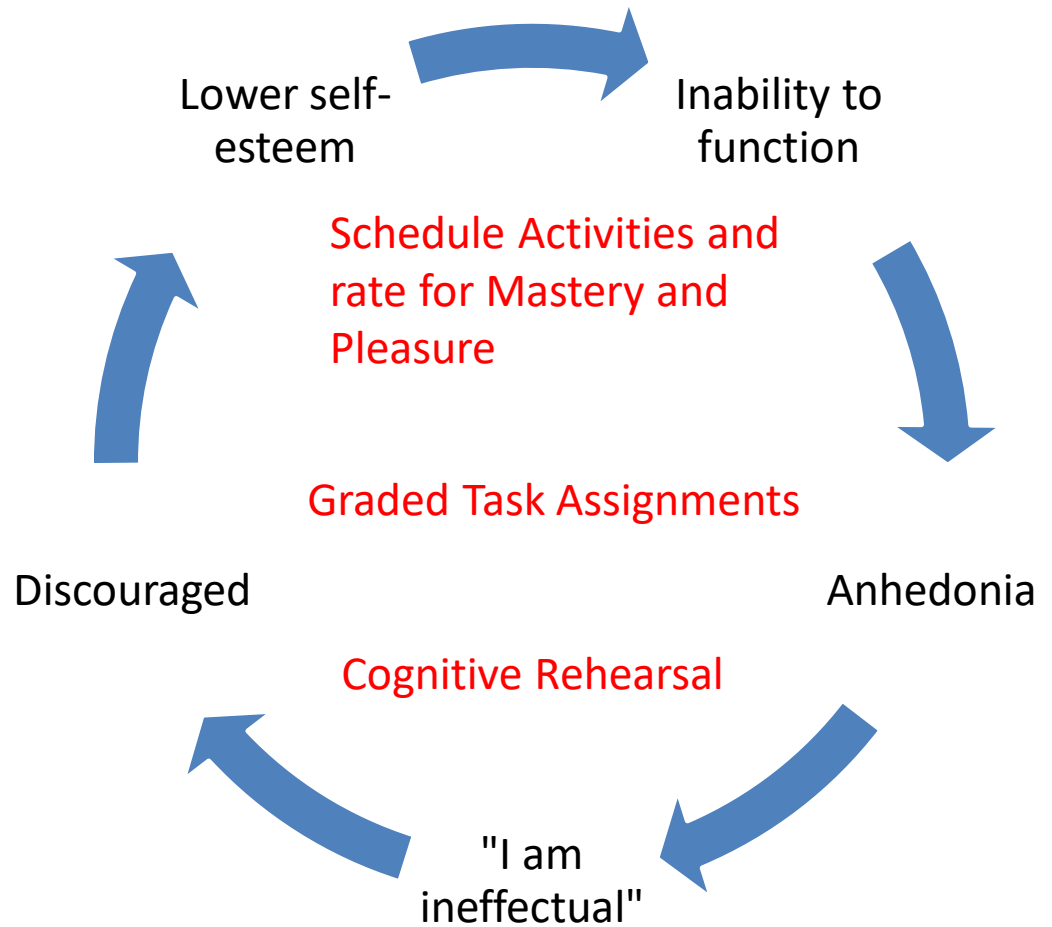 Lower self-
esteem
Inability to
function
Schedule Activities and
rate for Mastery and
Pleasure
Graded Task Assignments
Discouraged
Anhedonia
Cognitive Rehearsal
"I am
ineffectual"